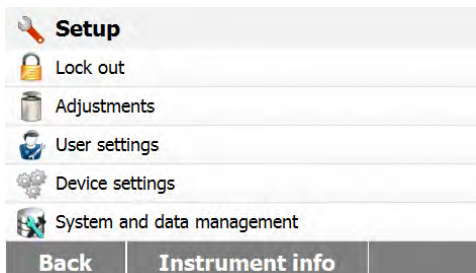 Setup
Lock out
Adjustments
User settings
Device settings
System and data management
Back Instrument info